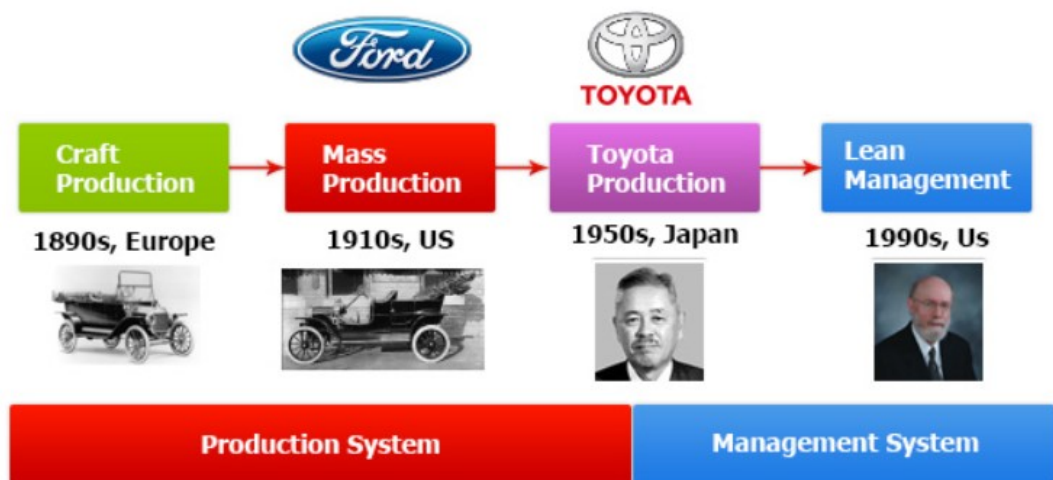 Ford
TOYOTA
Craft
Production
Mass
Production
Toyota
Production
Lean
Management
1890s, Europe
1910s, US
1950s, Japan
1990s, Us
Production System
Management System